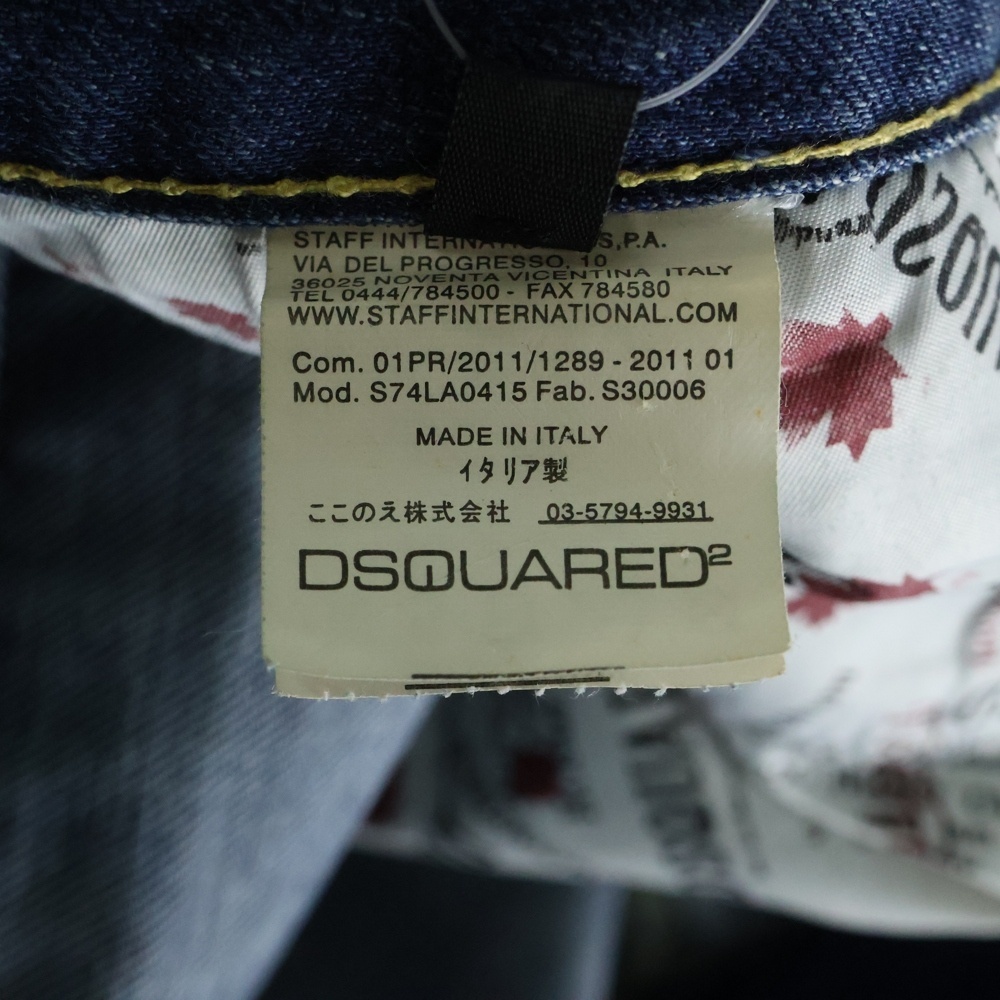 STAFF INTERNATIONAL S,P.A.
VIA DEL PROGRESSO, 10
36025 NOVENTA VICENTINA ITALY
TEL 0444/784500 - FAX 784580
WWW.STAFFINTERNATIONAL.COM
Com. 01PR/2011/1289 - 2011 01
Mod. S74LA0415 Fab. S30006
MADE IN ITALY
イタリア製
ここのえ株式会社 03-5794-9931
DSQUARED2